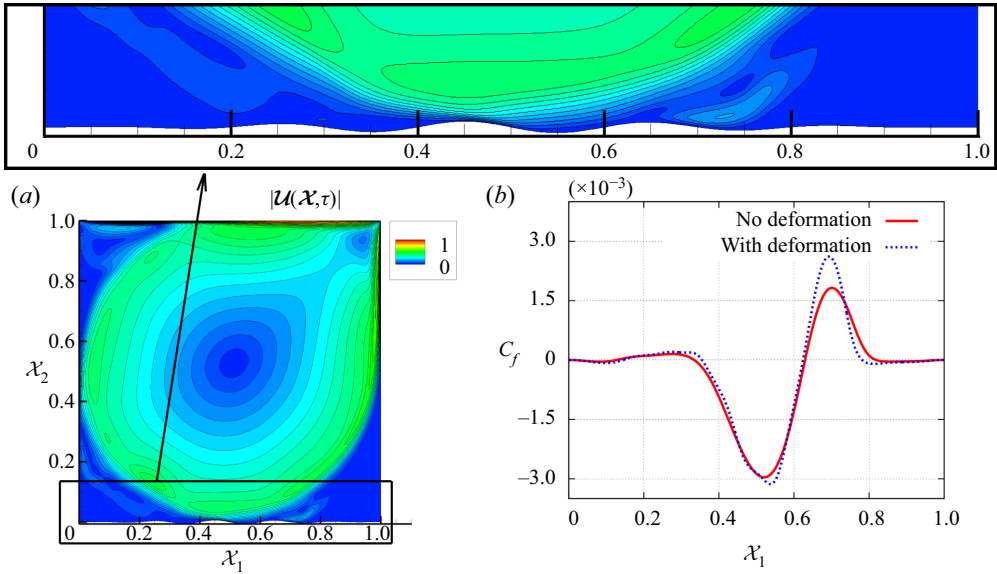 0 0.2 0.4 0.6 0.8 1.0
(a) |𝓤(𝓧,τ)|
1.0
0.8
0.6
0.4
0.2
𝒳2
1
0
0 0.2 0.4 0.6 0.8 1.0
𝒳1
(b) (×10−3)
No deformation
With deformation
3.0
1.5
0
−1.5
−3.0
Cf
0 0.2 0.4 0.6 0.8 1.0
𝒳1